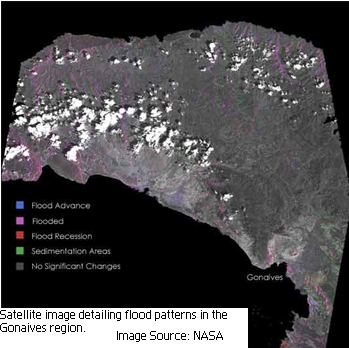 Flood Advance
Flooded
Flood Recession
Sedimentation Areas
No Significant Changes
Gonaives
Satellite image detailing flood patterns in the
Gonaives region.
Image Source: NASA